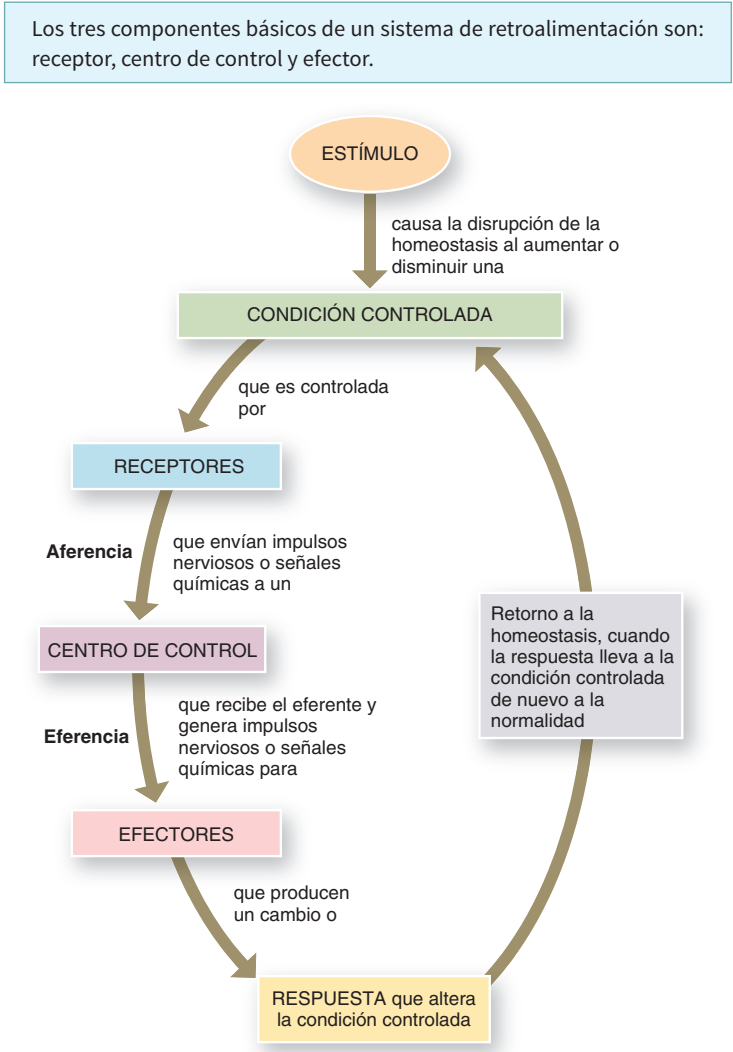 Los tres componentes básicos de un sistema de retroalimentación son:
receptor, centro de control y efector.
ESTÍMULO
causa la disrupción de la
homeostasis al aumentar o
disminuir una
CONDICIÓN CONTROLADA
que es controlada
por
RECEPTORES
Aferencia
que envían impulsos
nerviosos o señales
químicas a un
CENTRO DE CONTROL
Eferencia
que recibe el eferente y
genera impulsos
nerviosos o señales
químicas para
EFECTORES
que producen
un cambio o
RESPUESTA que altera
la condición controlada
Retorno a la
homeostasis, cuando
la respuesta lleva a la
condición controlada
de nuevo a la
normalidad